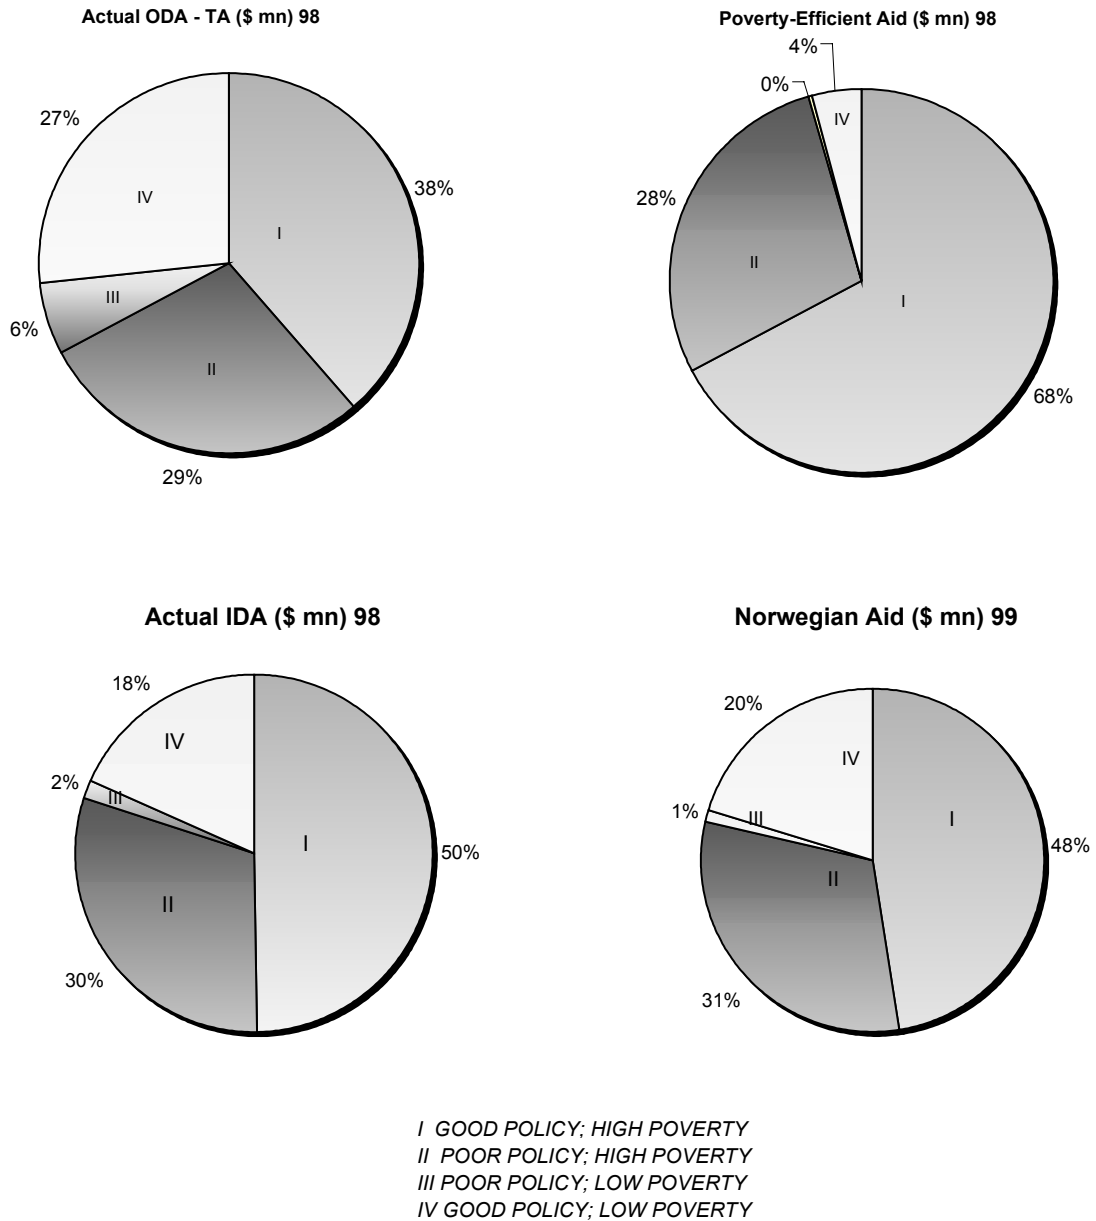 Actual ODA - TA ($ mn) 98
27%
38%
IV
I
III
6%
II
29%
Poverty-Efficient Aid ($ mn) 98
4%
0%
IV
28%
II
I
68%
Actual IDA ($ mn) 98
18%
IV
2%
III
I
50%
II
30%
Norwegian Aid ($ mn) 99
20%
IV
1%
III
I
48%
II
31%
I GOOD POLICY; HIGH POVERTY
II POOR POLICY; HIGH POVERTY
III POOR POLICY; LOW POVERTY
IV GOOD POLICY; LOW POVERTY